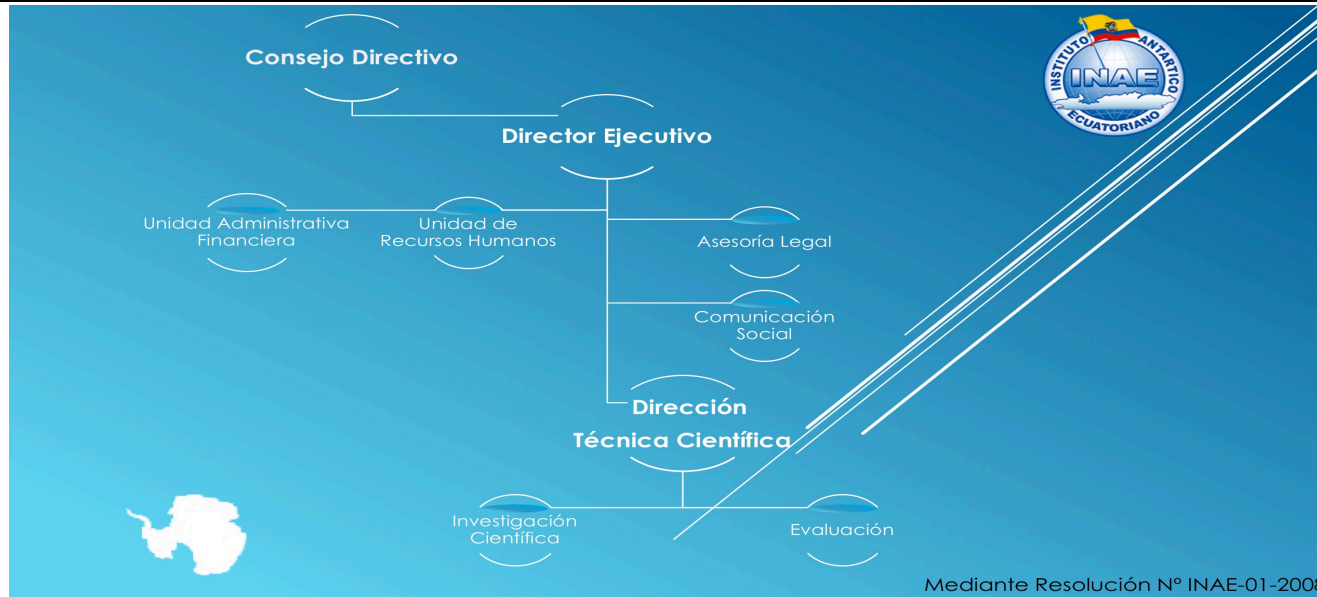 Consejo Directivo
INSTITUTO ANTARTICO
INAE
ECUATORIANO
Director Ejecutivo
Unidad Administrativa
Financiera
Unidad de
Recursos Humanos
Asesoría Legal
Comunicación
Social
Dirección
Técnica Científica
Investigación
Científica
Evaluación
Mediante Resolución Nº INAE-01-2008